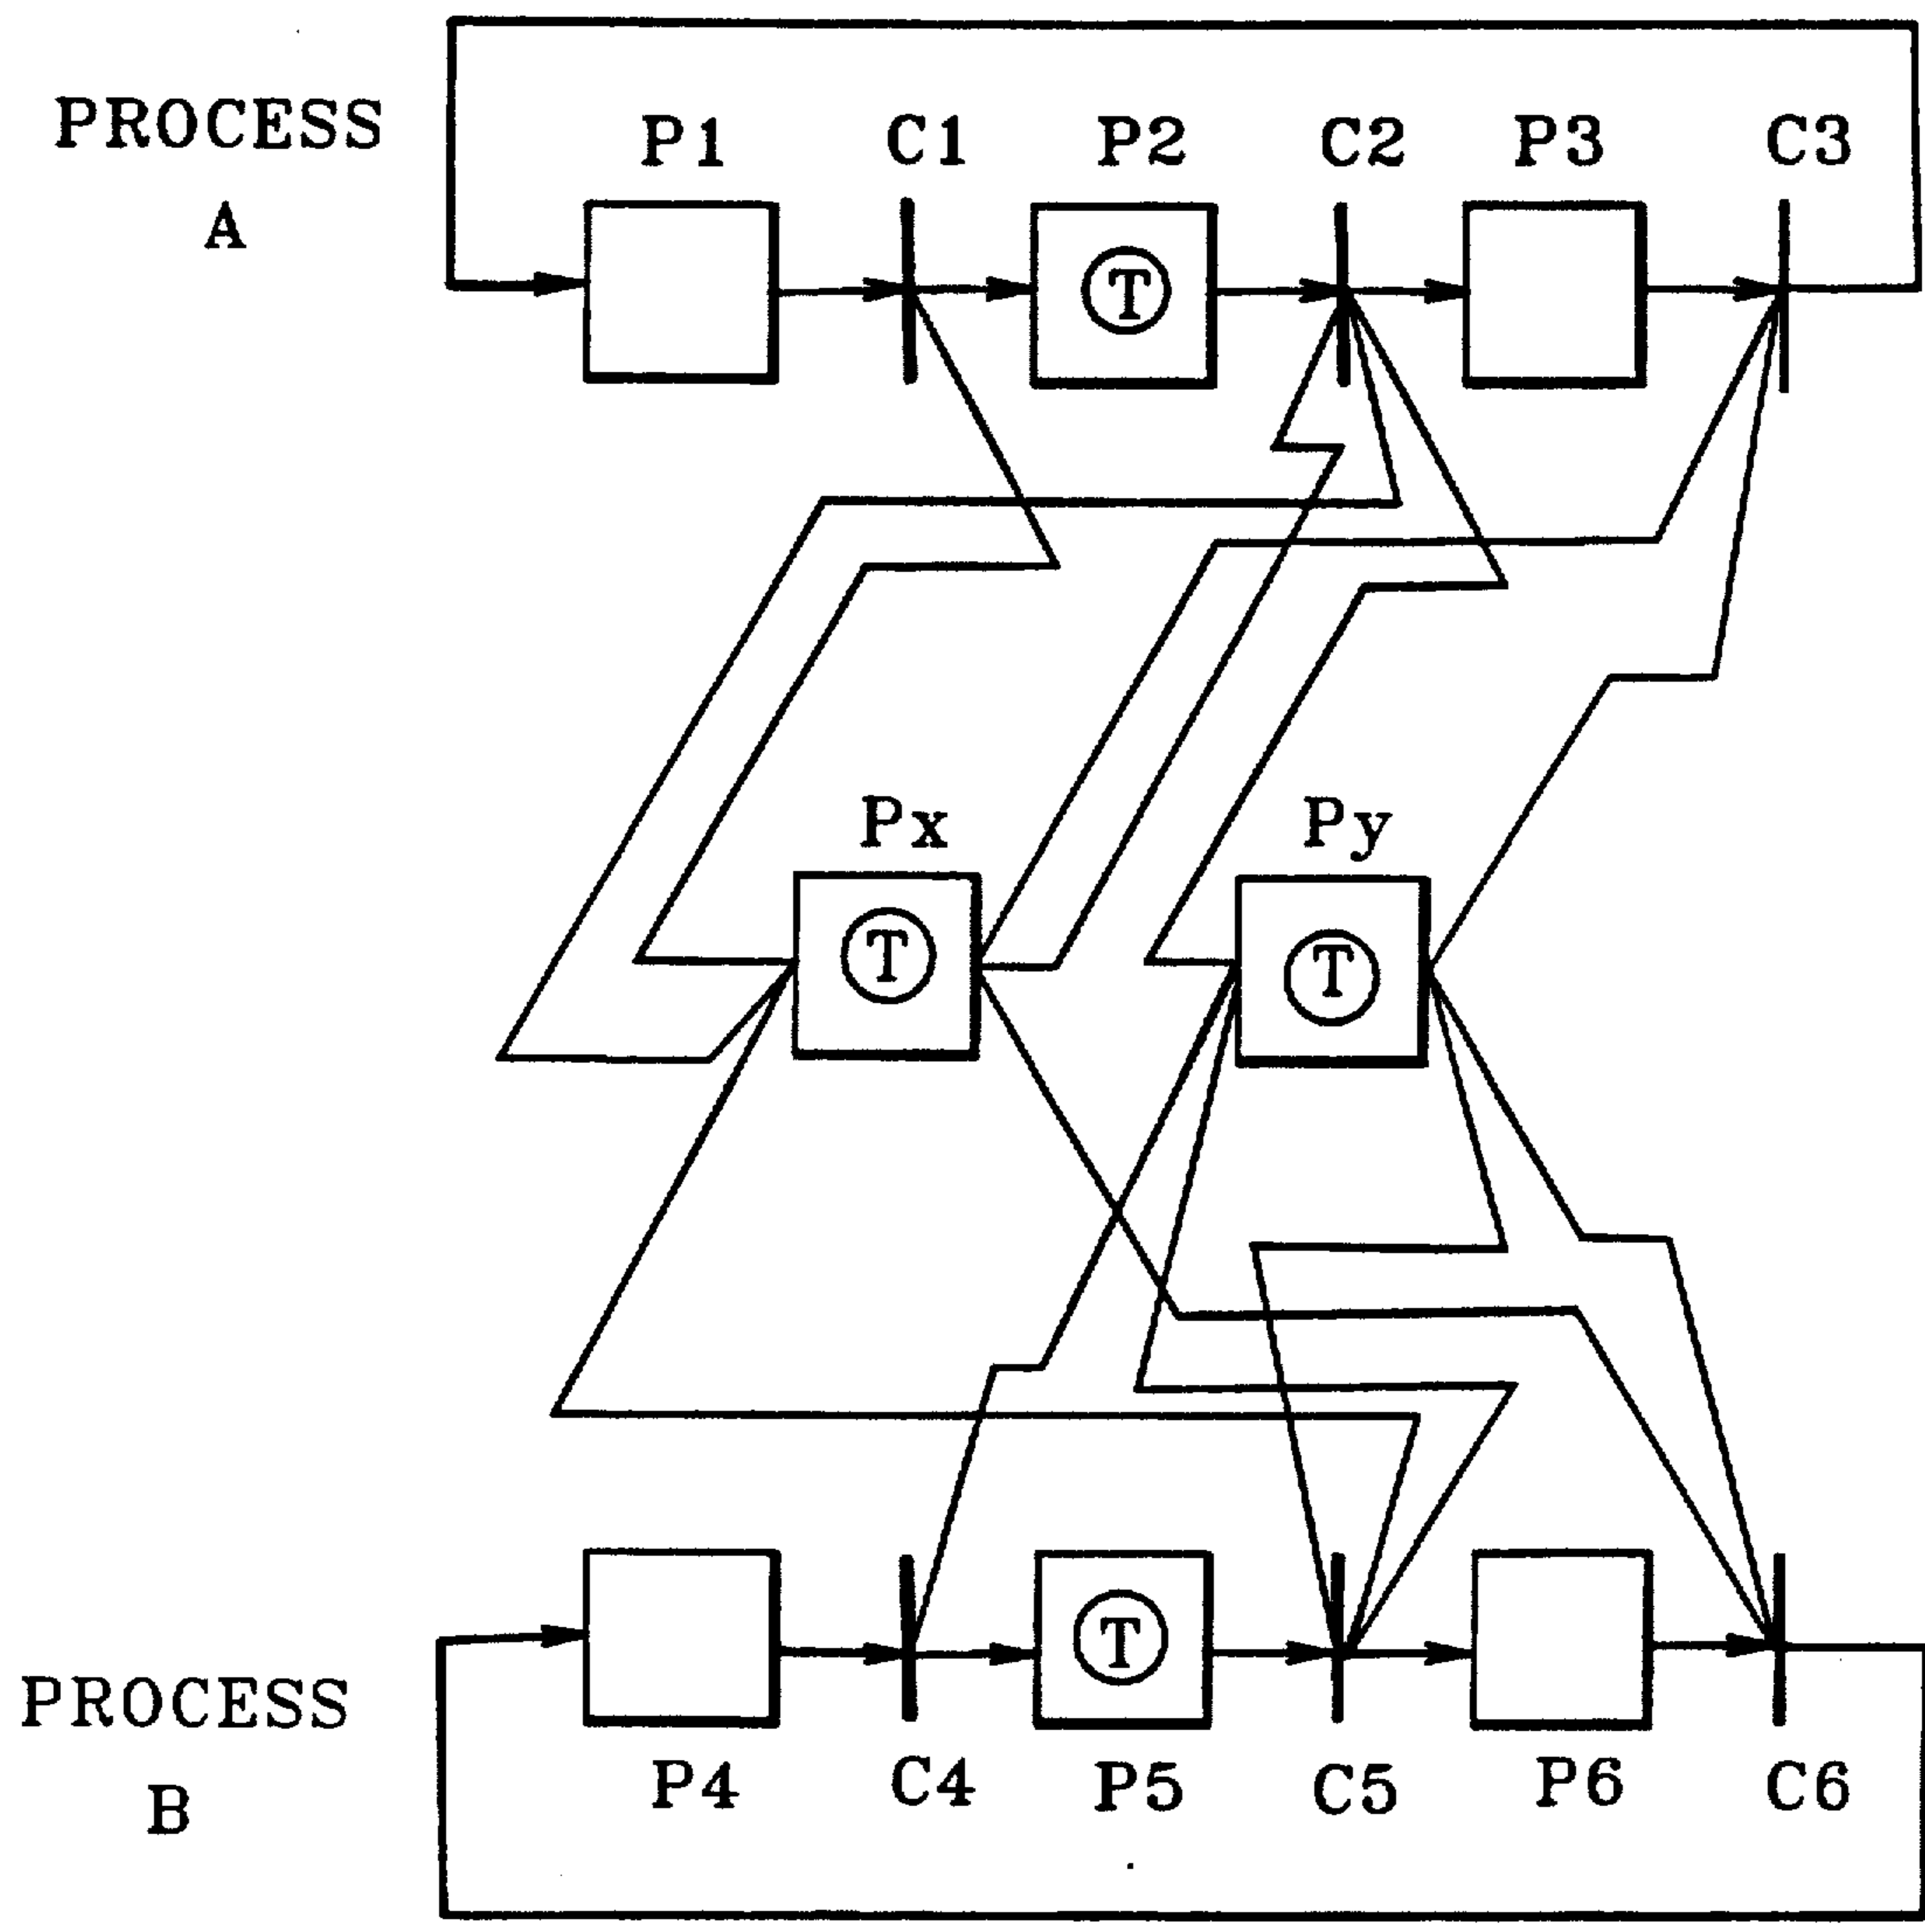 PROCESS
A
P1 C1 P2 C2 P3 C3
T
Px Py
T T
T
PROCESS
B
P4 C4 P5 C5 P6 C6